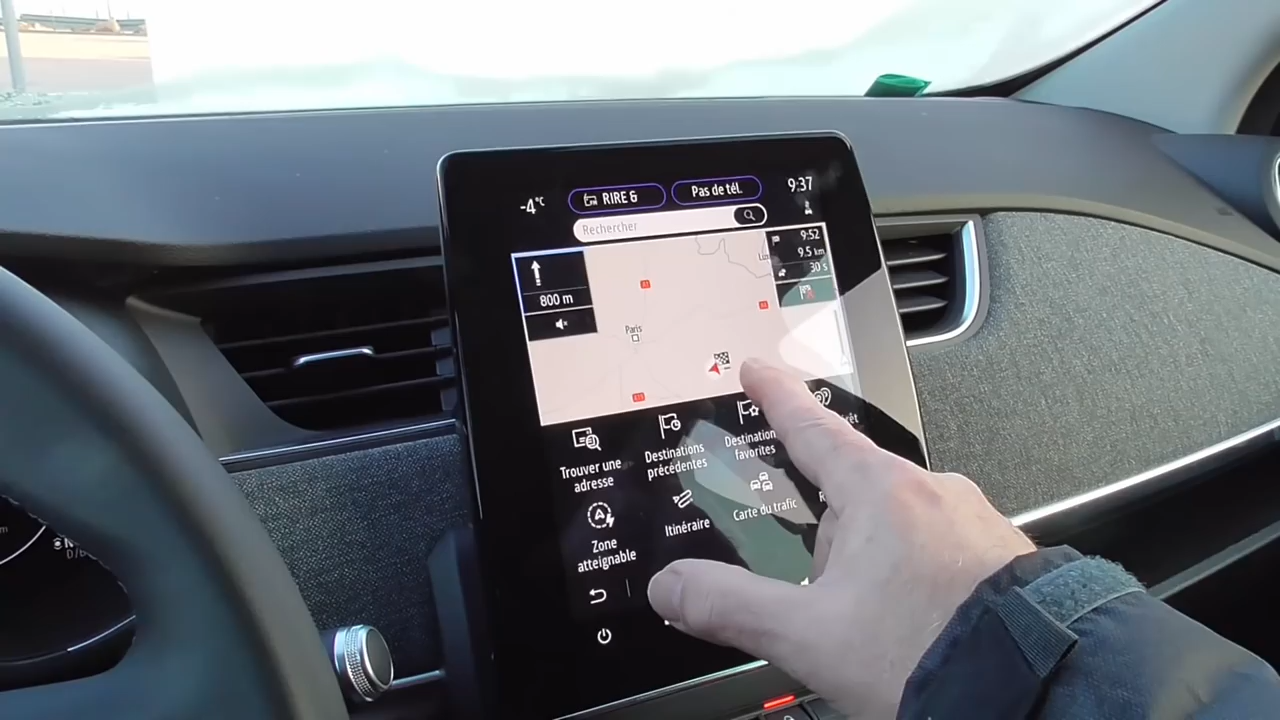 -4°C
RIRE &
Pas de tél.
9:37
Rechercher
9:52
9.5 km
30 s
800 m
Paris
Trouver une
adresse
Destinations
précédentes
Destination
favorites
Zone
atteignable
Itinéraire
Carte du trafic